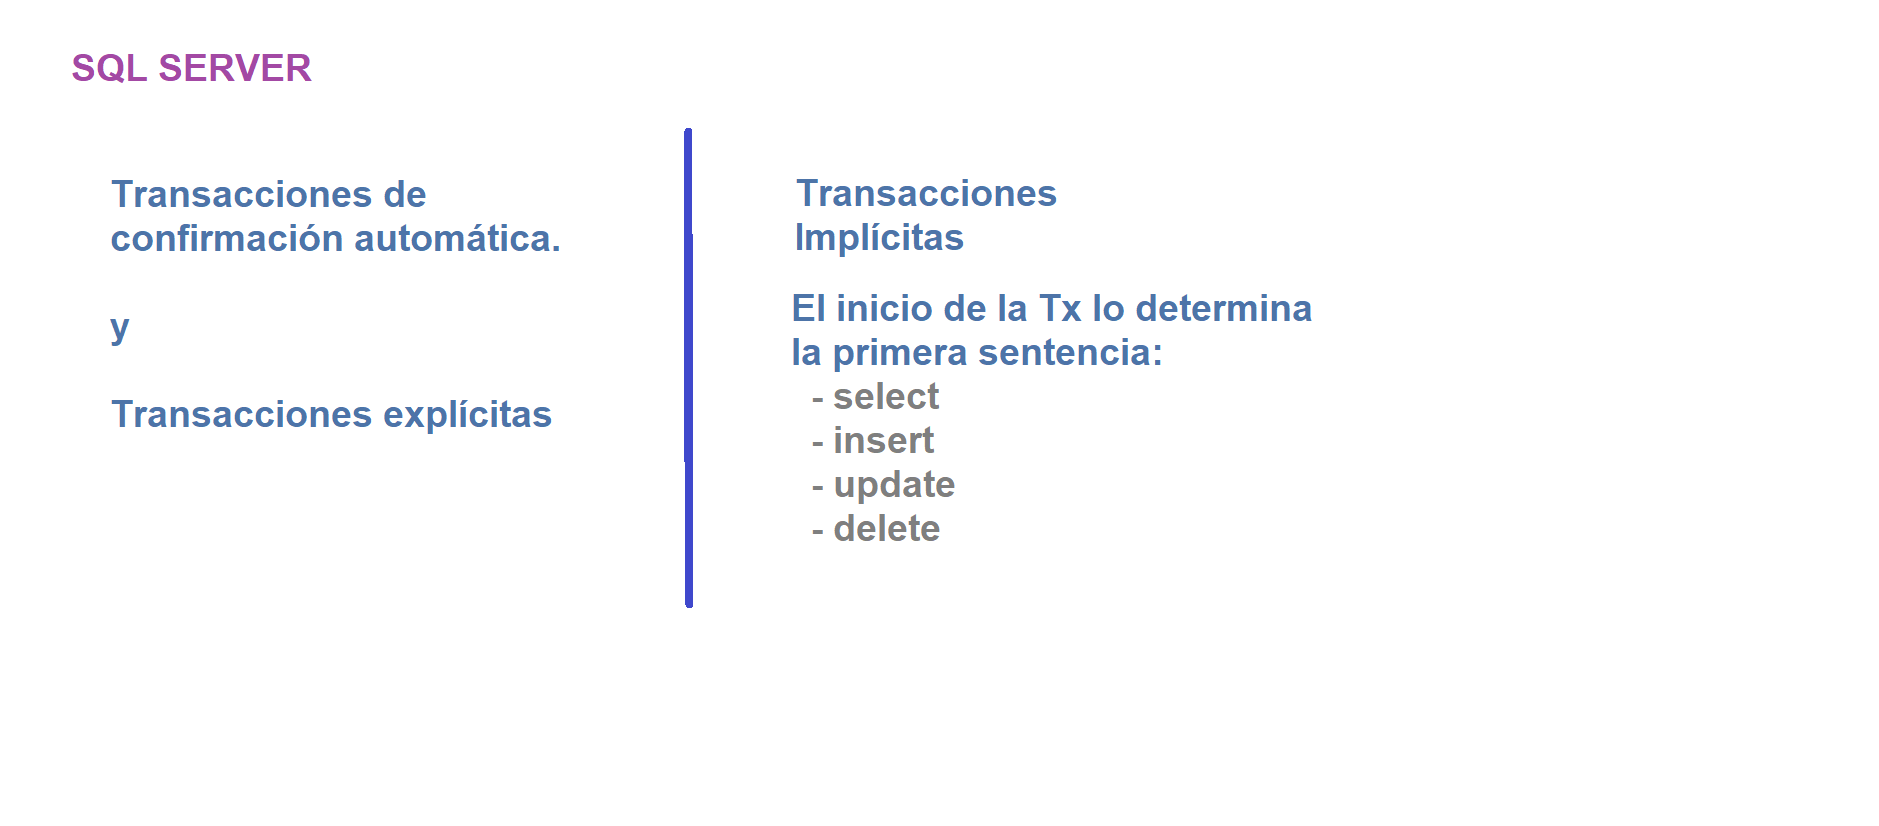 SQL SERVER
Transacciones de
confirmación automática.
y
Transacciones explícitas
Transacciones
Implícitas
El inicio de la Tx lo determina
la primera sentencia:
- select
- insert
- update
- delete